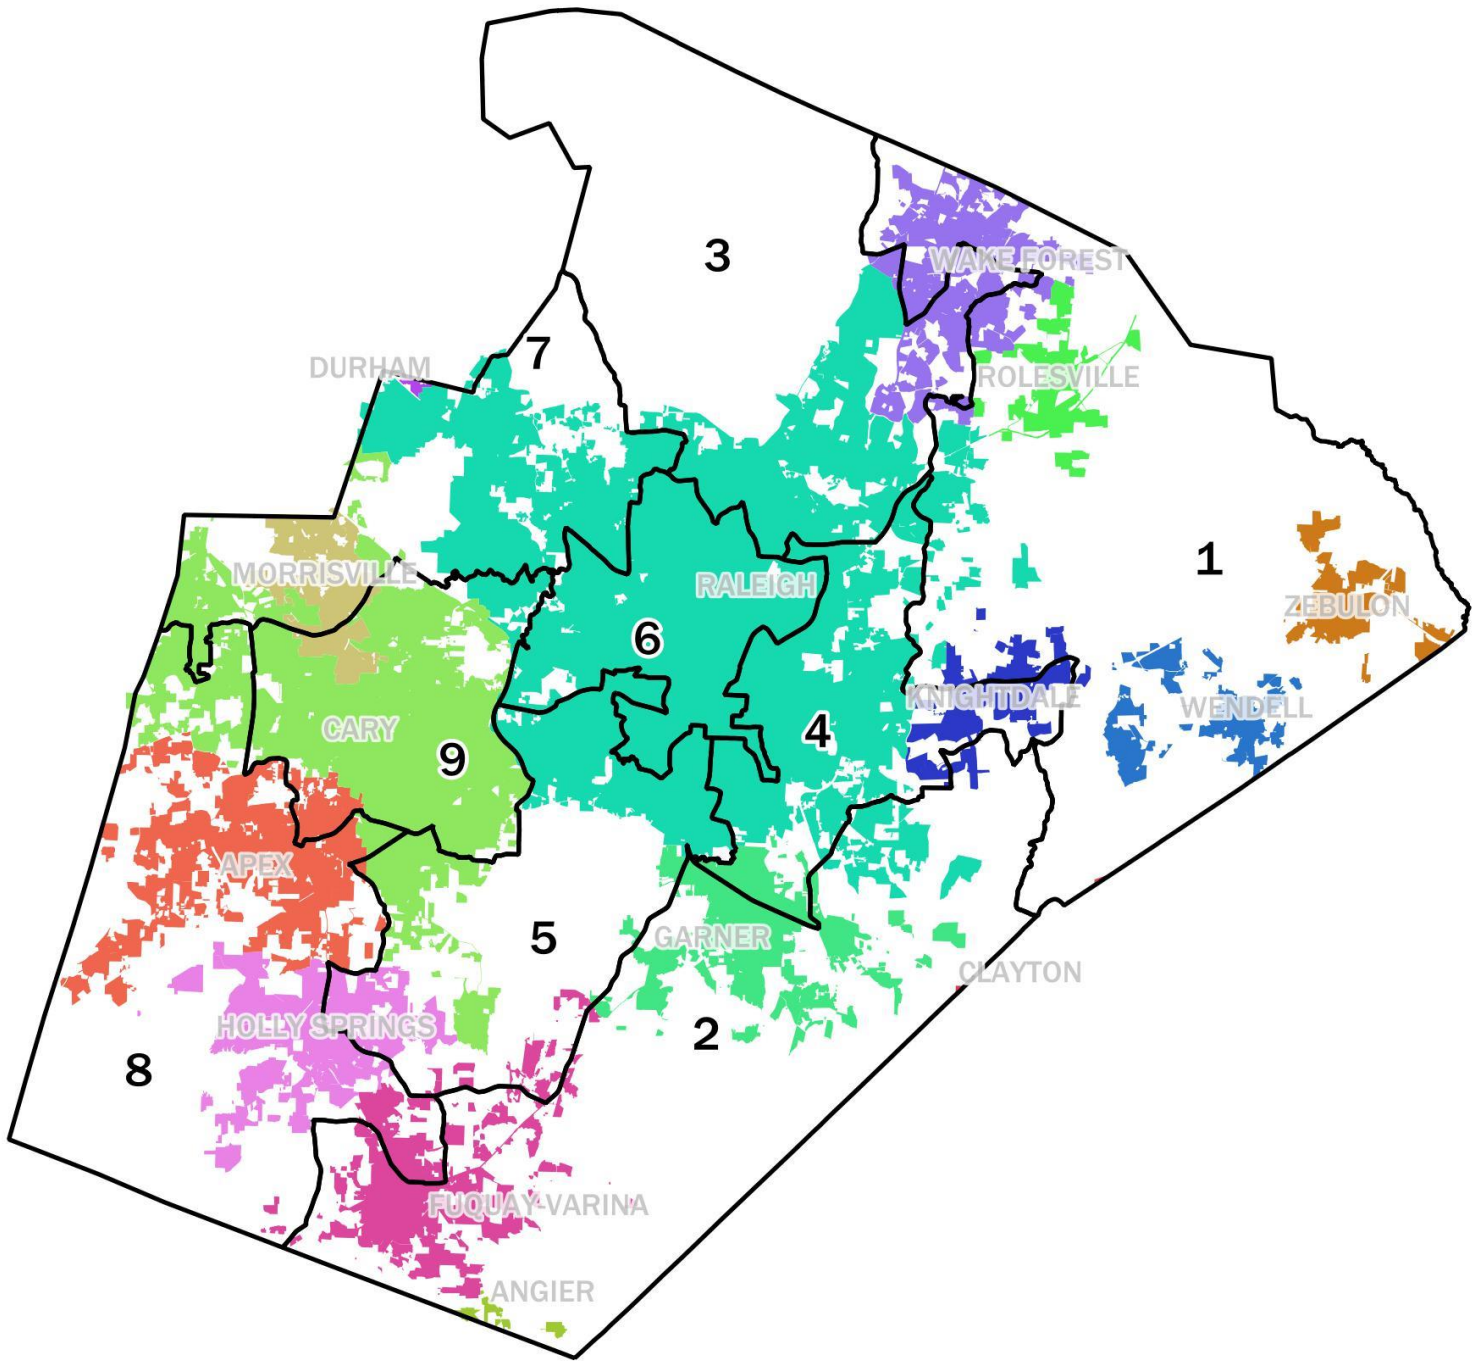 3
WAKE FOREST
7
DURHAM
ROLESVILLE
1
MORRISVILLE
RALEIGH
ZEBULON
6
KNIGHTDALE
WENDELL
CARY
4
9
APEX
5
GARNER
CLAYTON
HOLLY SPRINGS
2
8
FUQUAY-VARINA
ANGIER